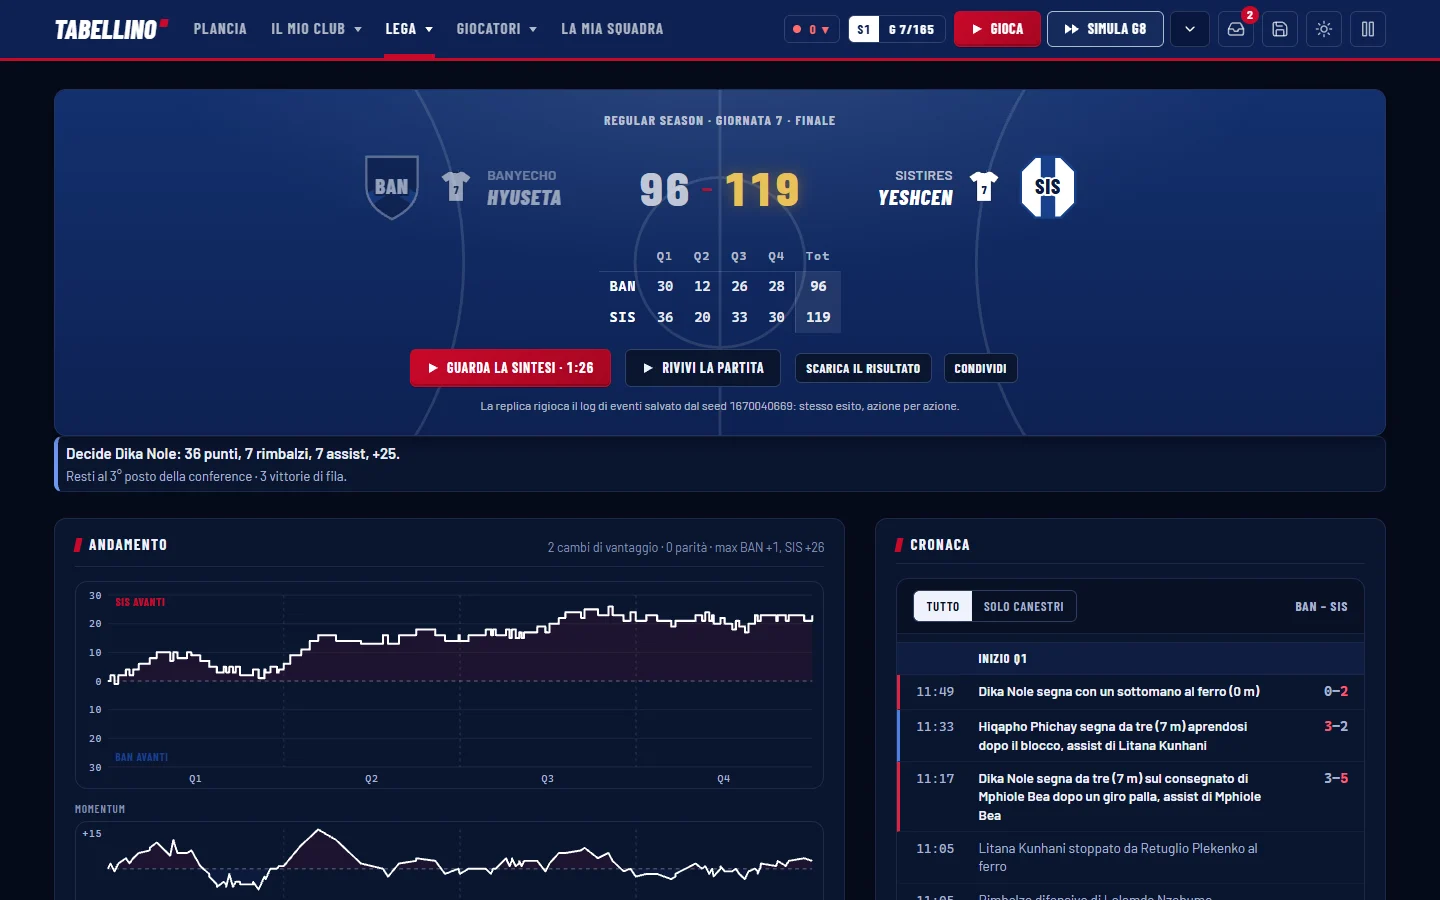 TABELLINO PLANCIA IL MIO CLUB LEGA GIOCATORI LA MIA SQUADRA 0 ▼ S1 G 7/165 GIOCA SIMULA G8 2
REGULAR SEASON · GIORNATA 7 · FINALE
BAN 7 BANYECHO HYUSETA 96 - 119 SISTIRES YESHCEN 7 SIS
Q1 Q2 Q3 Q4 Tot
BAN 30 12 26 28 96
SIS 36 20 33 30 119
GUARDA LA SINTESI · 1:26 RIVIVI LA PARTITA SCARICA IL RISULTATO CONDIVIDI
La replica rigioca il log di eventi salvato dal seed 1670040669: stesso esito, azione per azione.
Decide Dika Nole: 36 punti, 7 rimbalzi, 7 assist, +25.
Resti al 3° posto della conference · 3 vittorie di fila.
ANDAMENTO
2 cambi di vantaggio · 0 parità · max BAN +1, SIS +26
30
SIS AVANTI
20
10
0
10
20
BAN AVANTI
30
Q1 Q2 Q3 Q4
MOMENTUM
+15
CRONACA
TUTTO SOLO CANESTRI BAN – SIS
INIZIO Q1
11:49 Dika Nole segna con un sottomano al ferro (0 m) 0–2
11:33 Hiqapho Phichay segna da tre (7 m) aprendosi 3–2
dopo il blocco, assist di Litana Kunhani
11:17 Dika Nole segna da tre (7 m) sul consegnato di 3–5
Mphiole Bea dopo un giro palla, assist di Mphiole
Bea
11:05 Litana Kunhani stoppato da Retuglio Plekenko al
ferro
11:05 Rimbalzo difensivo di